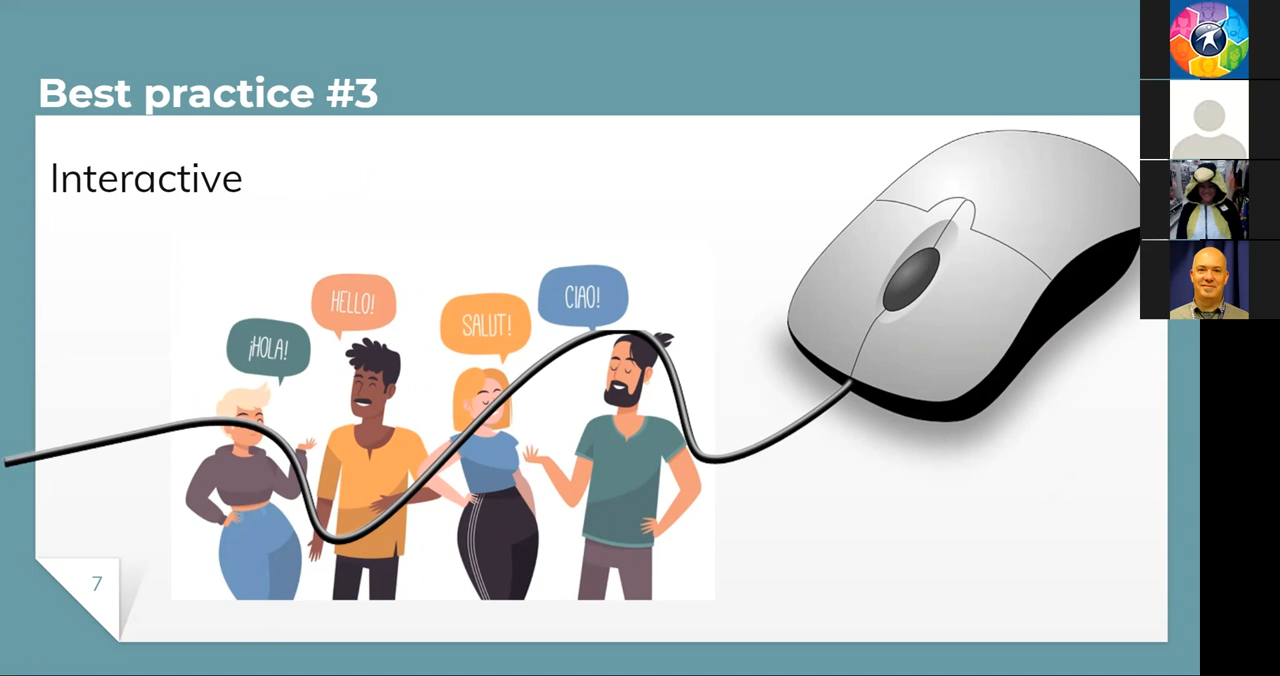 Best practice #3
Interactive
HELLO!
CIAO!
SALUT!
¡HOLA!
7